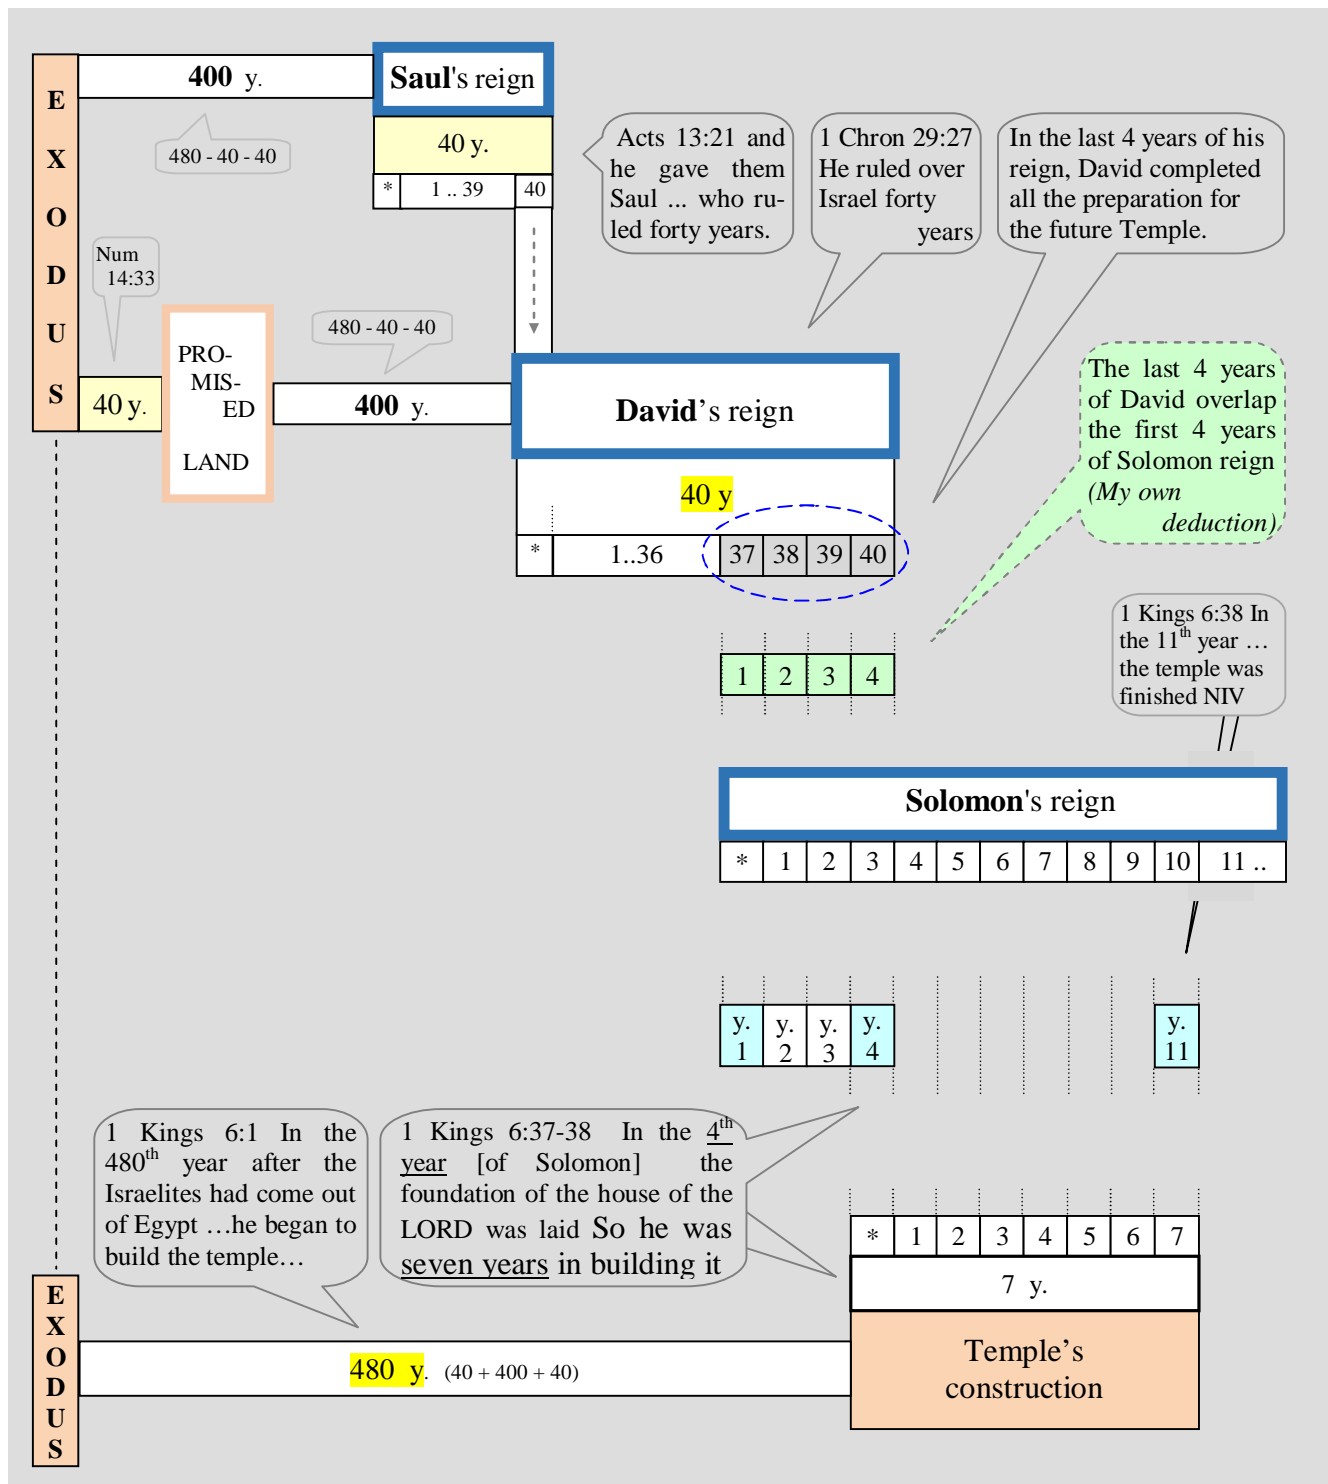 E
X
O
D
U
S
400 y.
Saul's reign
480 - 40 - 40
40 y.
* 1 .. 39 40
Acts 13:21 and
he gave them
Saul ... who ru-
led forty years.
1 Chron 29:27
He ruled over
Israel forty
years
In the last 4 years of his
reign, David completed
all the preparation for
the future Temple.
Num
14:33
40 y.
PRO-
MIS-
ED
LAND
480 - 40 - 40
400 y.
David’s reign
40 y
* 1..36 37 38 39 40
The last 4 years
of David overlap
the first 4 years
of Solomon reign
(My own
deduction)
1 2 3 4
1 Kings 6:38 In
the 11th year …
the temple was
finished NIV
Solomon's reign
* 1 2 3 4 5 6 7 8 9 10 11 ..
y. y. y. y. y.
1 2 3 4 11
1 Kings 6:1 In the
480th year after the
Israelites had come out
of Egypt …he began to
build the temple…
1 Kings 6:37-38 In the 4th
year [of Solomon] the
foundation of the house of the
LORD was laid So he was
seven years in building it
* 1 2 3 4 5 6 7
7 y.
Temple’s
construction
E
X
O
D
U
S
480 y. (40 + 400 + 40)